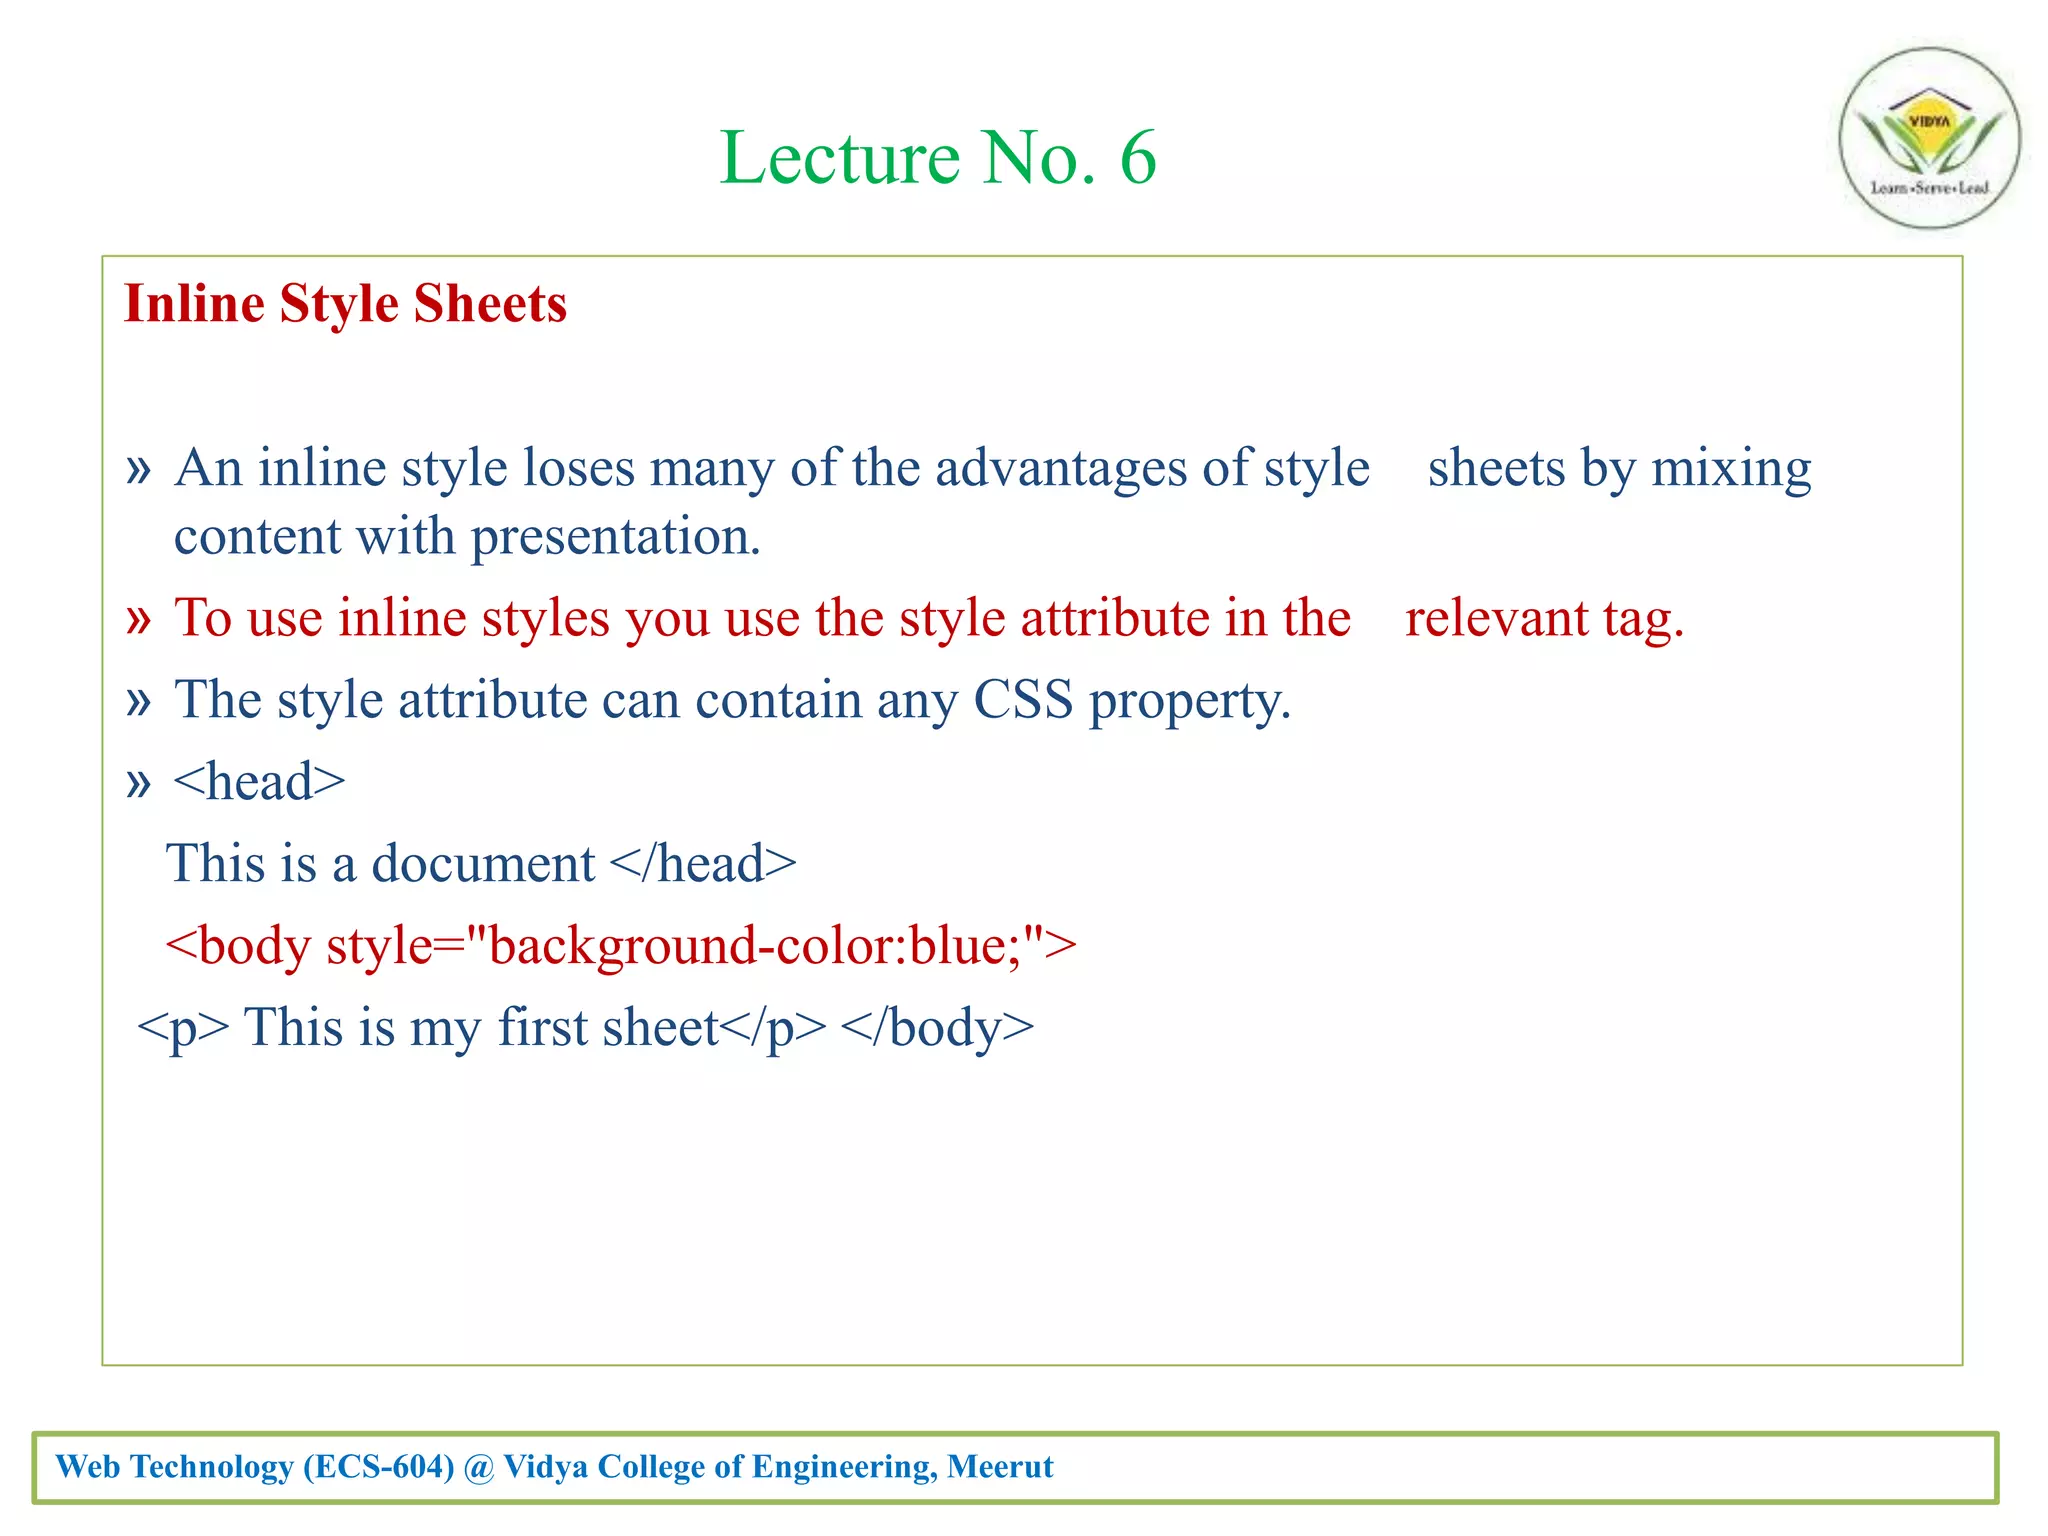 Lecture No. 6
VIDYA
Learn•Serve•Lead
Inline Style Sheets
» An inline style loses many of the advantages of style sheets by mixing
content with presentation.
» To use inline styles you use the style attribute in the relevant tag.
» The style attribute can contain any CSS property.
» <head>
This is a document </head>
<body style="background-color:blue;">
<p> This is my first sheet</p> </body>
Web Technology (ECS-604) @ Vidya College of Engineering, Meerut